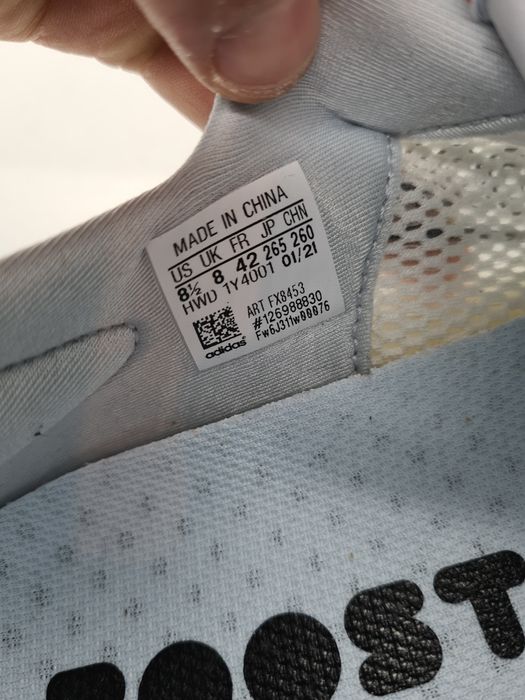 MADE IN CHINA
US UK FR JP CHN
8½ 8 42 265 260
HWD 1Y4001 01/21
ART FX8453
#126988830
FW6J311W00076
adidas
OOST